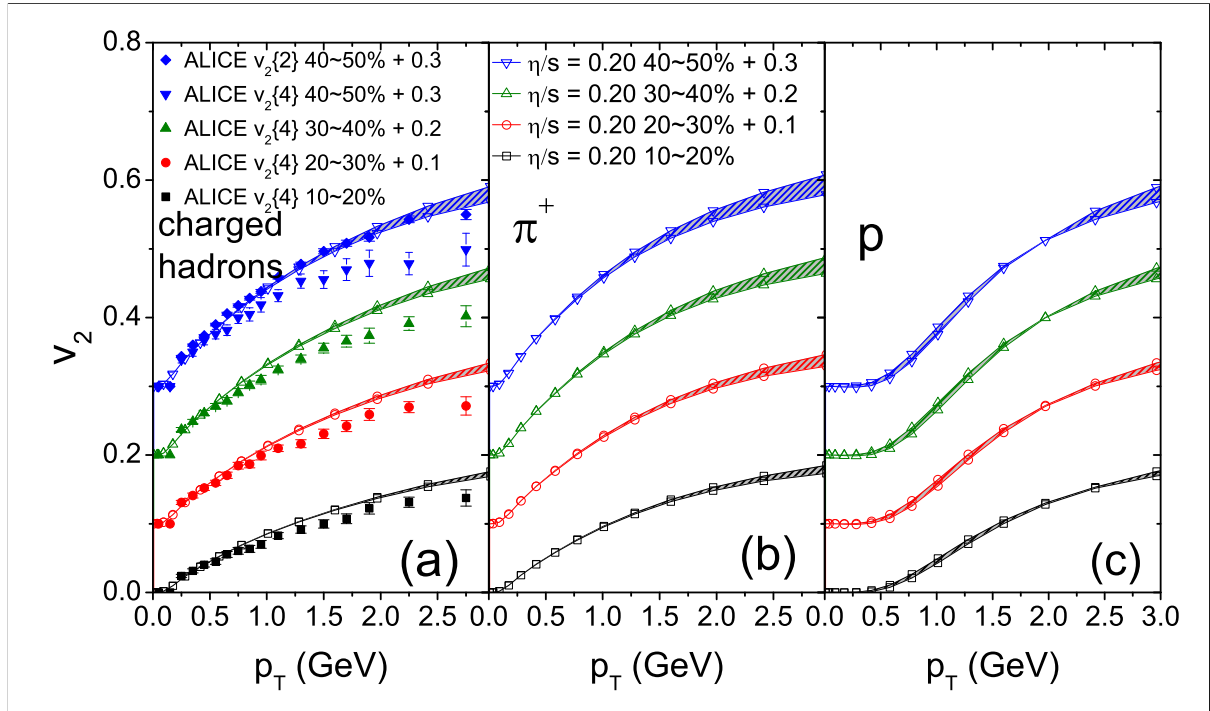 0.8
0.6
0.4
0.2
0.0
v2
ALICE v2{2} 40~50% + 0.3
ALICE v2{4} 40~50% + 0.3
ALICE v2{4} 30~40% + 0.2
ALICE v2{4} 20~30% + 0.1
ALICE v2{4} 10~20%
charged
hadrons
(a)
0.0 0.5 1.0 1.5 2.0 2.5
pT (GeV)
η/s = 0.20 40~50% + 0.3
η/s = 0.20 30~40% + 0.2
η/s = 0.20 20~30% + 0.1
η/s = 0.20 10~20%
π+
(b)
0.0 0.5 1.0 1.5 2.0 2.5
pT (GeV)
p
(c)
0.0 0.5 1.0 1.5 2.0 2.5 3.0
pT (GeV)